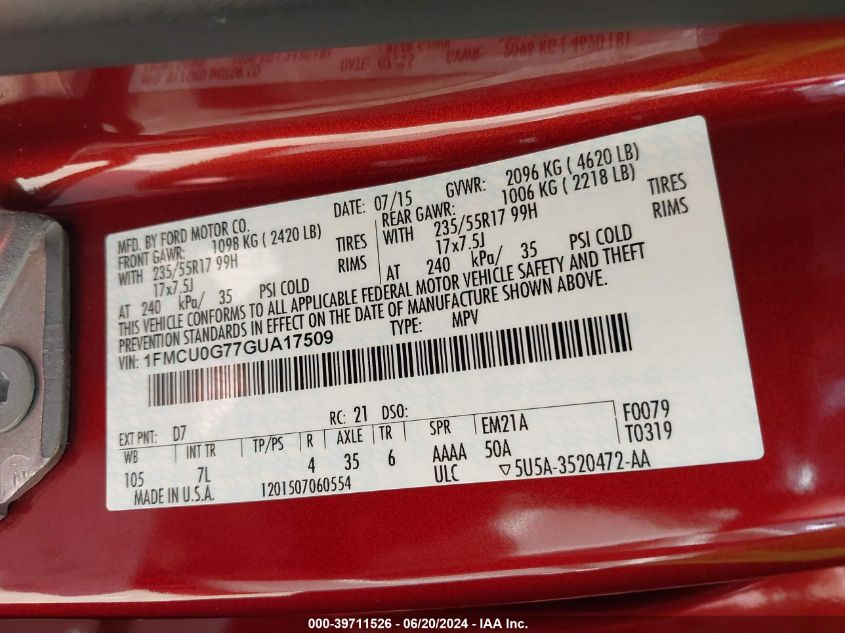 MFD. BY FORD MOTOR CO.
DATE: 07/15
GVWR: 2096 KG ( 4620 LB)
FRONT GAWR: 1098 KG ( 2420 LB)
REAR GAWR: 1006 KG ( 2218 LB)
WITH 235/55R17 99H TIRES
WITH 235/55R17 99H TIRES
17x7.5J RIMS
17x7.5J RIMS
AT 240 kPa/ 35 PSI COLD
AT 240 kPa/ 35 PSI COLD
THIS VEHICLE CONFORMS TO ALL APPLICABLE FEDERAL MOTOR VEHICLE SAFETY AND THEFT
PREVENTION STANDARDS IN EFFECT ON THE DATE OF MANUFACTURE SHOWN ABOVE.
VIN: 1FMCU0G77GUA17509
TYPE: MPV
EXT PNT: D7 RC: 21 DSO:
WB INT TR TP/PS R AXLE TR SPR EM21A F0079
105 7L 4 35 6 AAAA 50A T0319
MADE IN U.S.A. 1201507060554 ULC ▽5U5A-3520472-AA
000-39711526 - 06/20/2024 - IAA Inc.